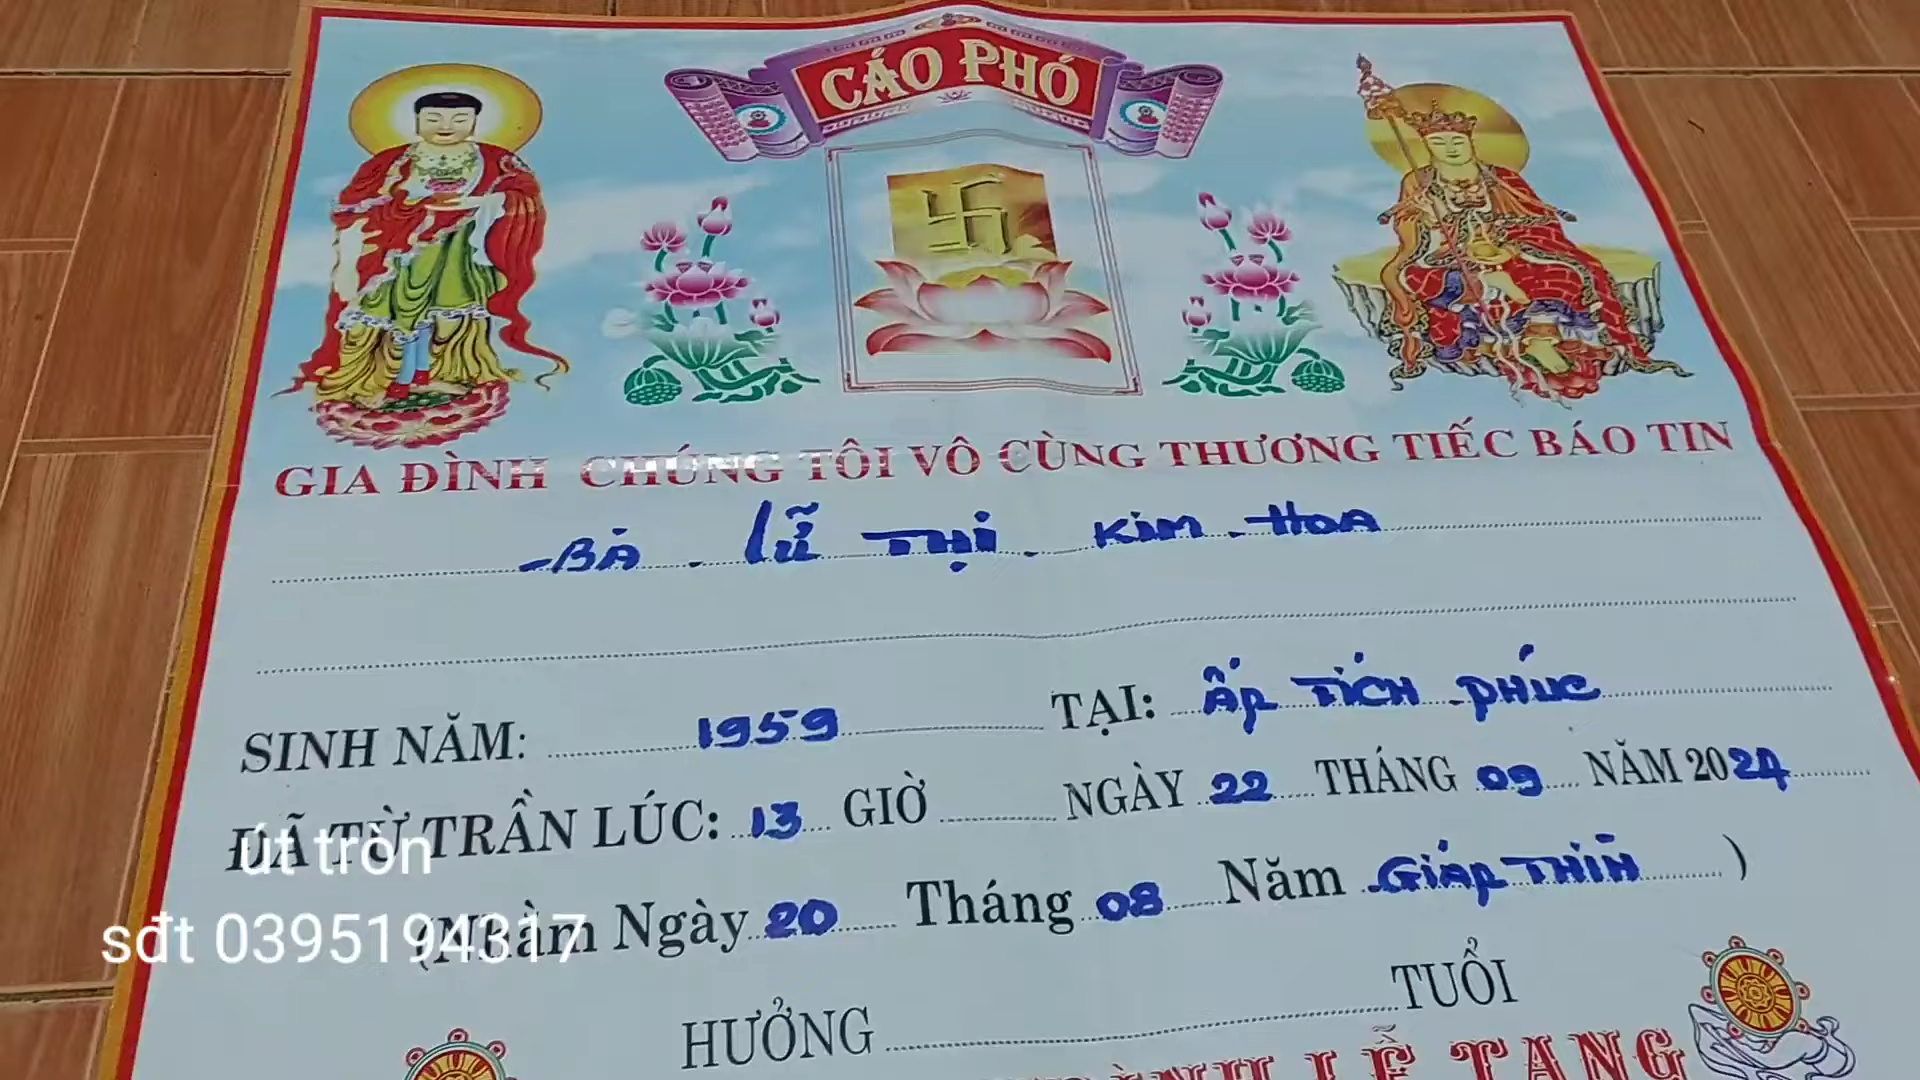 CÁO PHÓ
GIA ĐÌNH CHÚNG TÔI VÔ CÙNG THƯƠNG TIẾC BÁO TIN
-BÀ. Lữ THỊ. KIM. HOA
SINH NĂM: 1959 TẠI: ẤP TÍCH PHÚC
ĐÃ TỪ TRẦN LÚC: 13 GIỜ NGÀY 22 THÁNG 09 NĂM 2024
(Nhằm Ngày 20 Tháng 08 Năm GIÁP THÌN )
út tròn
sđt 0395194317
HƯỞNG TUỔI
LỄ TANG